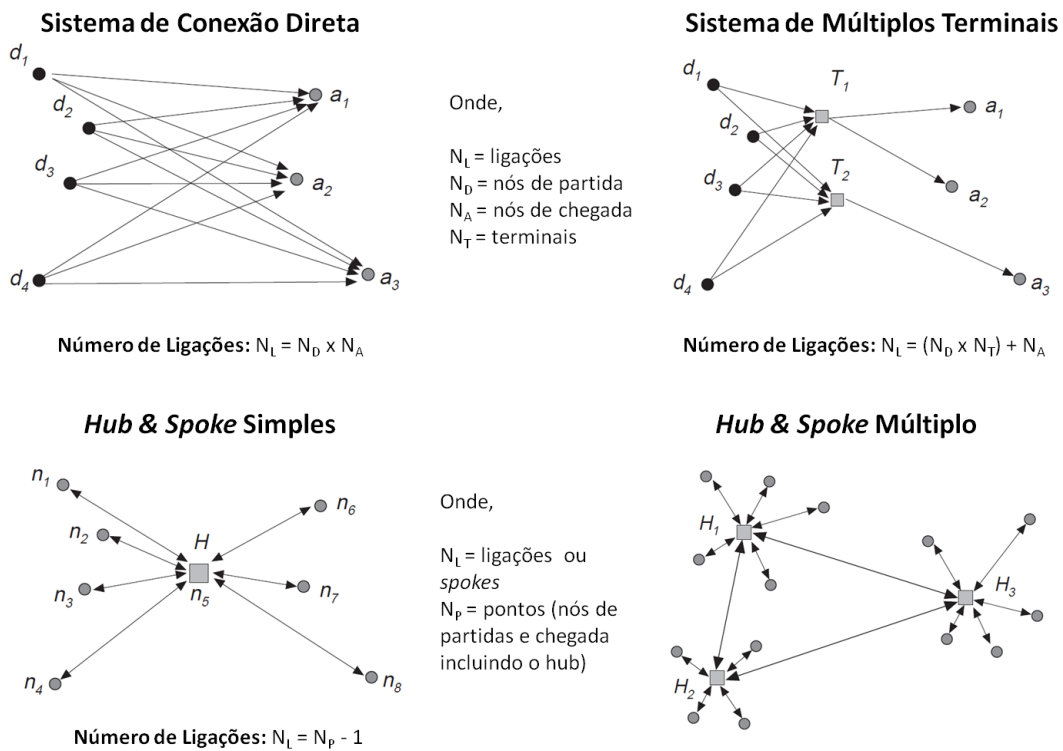 Sistema de Conexão Direta
d1
d2
d3
d4
a1
a2
a3
Número de Ligações: NL = ND x NA
Onde,
NL = ligações
ND = nós de partida
NA = nós de chegada
NT = terminais
Sistema de Múltiplos Terminais
d1
d2
d3
d4
T1
T2
a1
a2
a3
Número de Ligações: NL = (ND x NT) + NA
Hub & Spoke Simples
n1
n2
n3
n4
H
n5
n6
n7
n8
Número de Ligações: NL = NP - 1
Onde,
NL = ligações ou
spokes
NP = pontos (nós de
partidas e chegada
incluindo o hub)
Hub & Spoke Múltiplo
H1
H2
H3